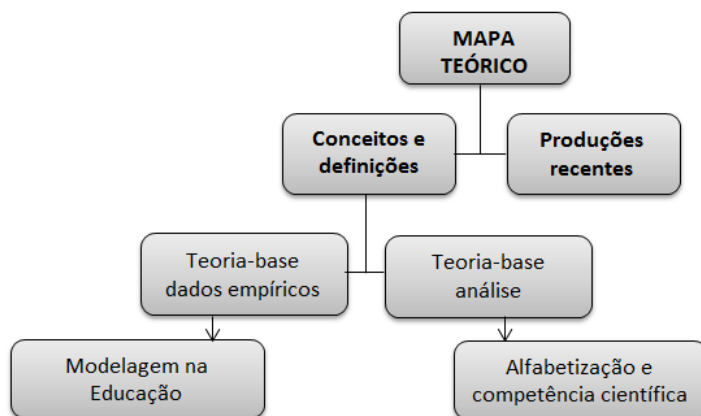 MAPA
TEÓRICO
Conceitos e
definições
Produções
recentes
Teoria-base
dados empíricos
Teoria-base
análise
Modelagem na
Educação
Alfabetização e
competência científica